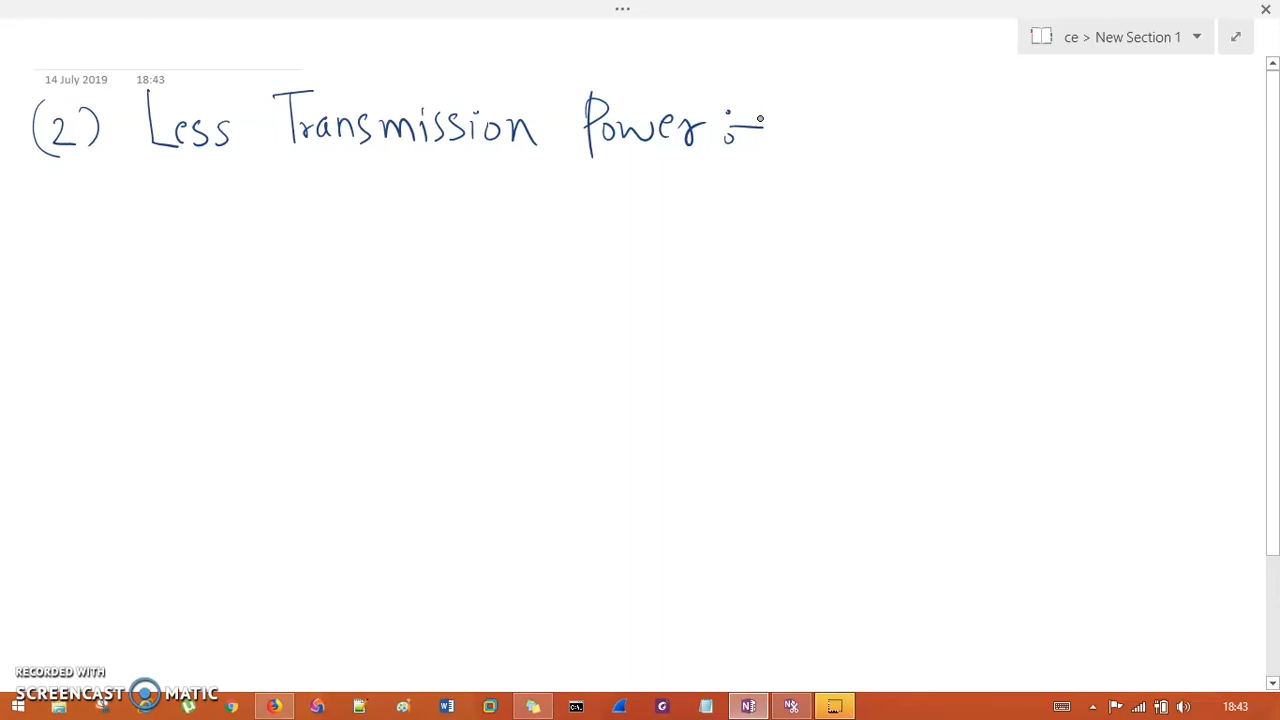 ...
ce > New Section 1
14 July 2019 18:43
(2) Less Transmission Power :-
RECORDED WITH
SCREENCAST MATIC
18:43